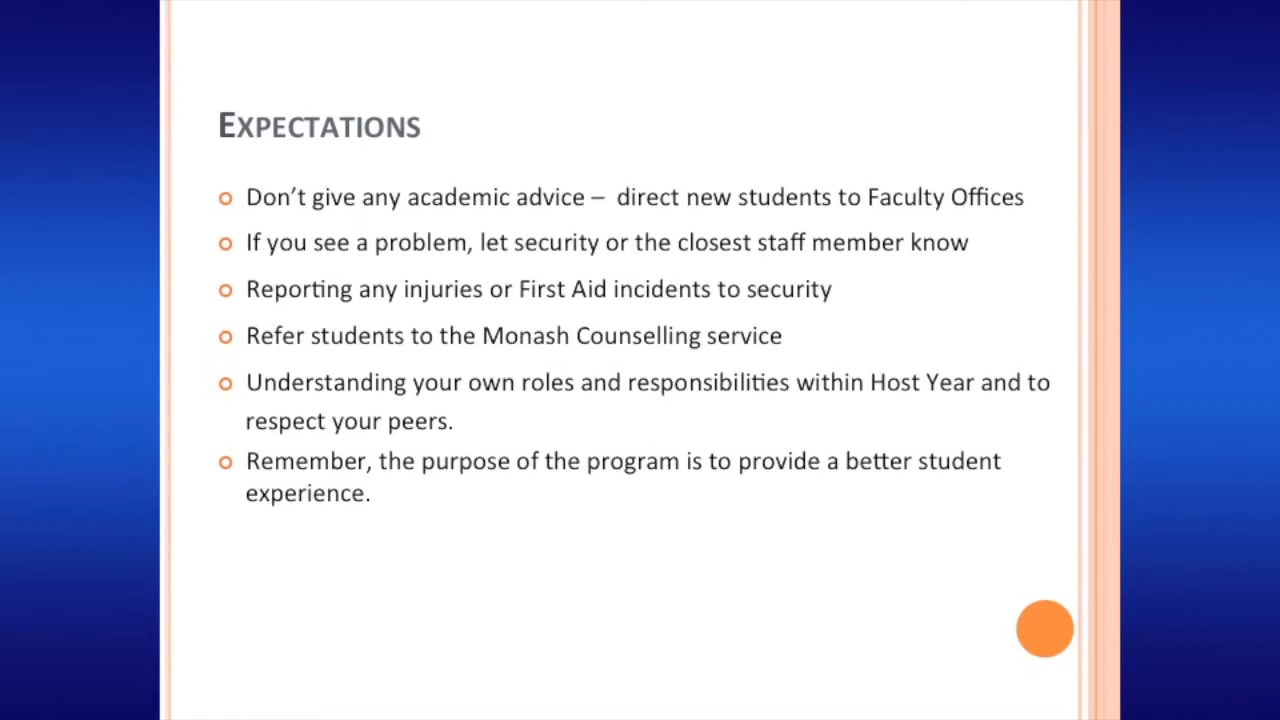 EXPECTATIONS
Don't give any academic advice – direct new students to Faculty Offices
If you see a problem, let security or the closest staff member know
Reporting any injuries or First Aid incidents to security
Refer students to the Monash Counselling service
Understanding your own roles and responsibilities within Host Year and to
respect your peers.
Remember, the purpose of the program is to provide a better student
experience.